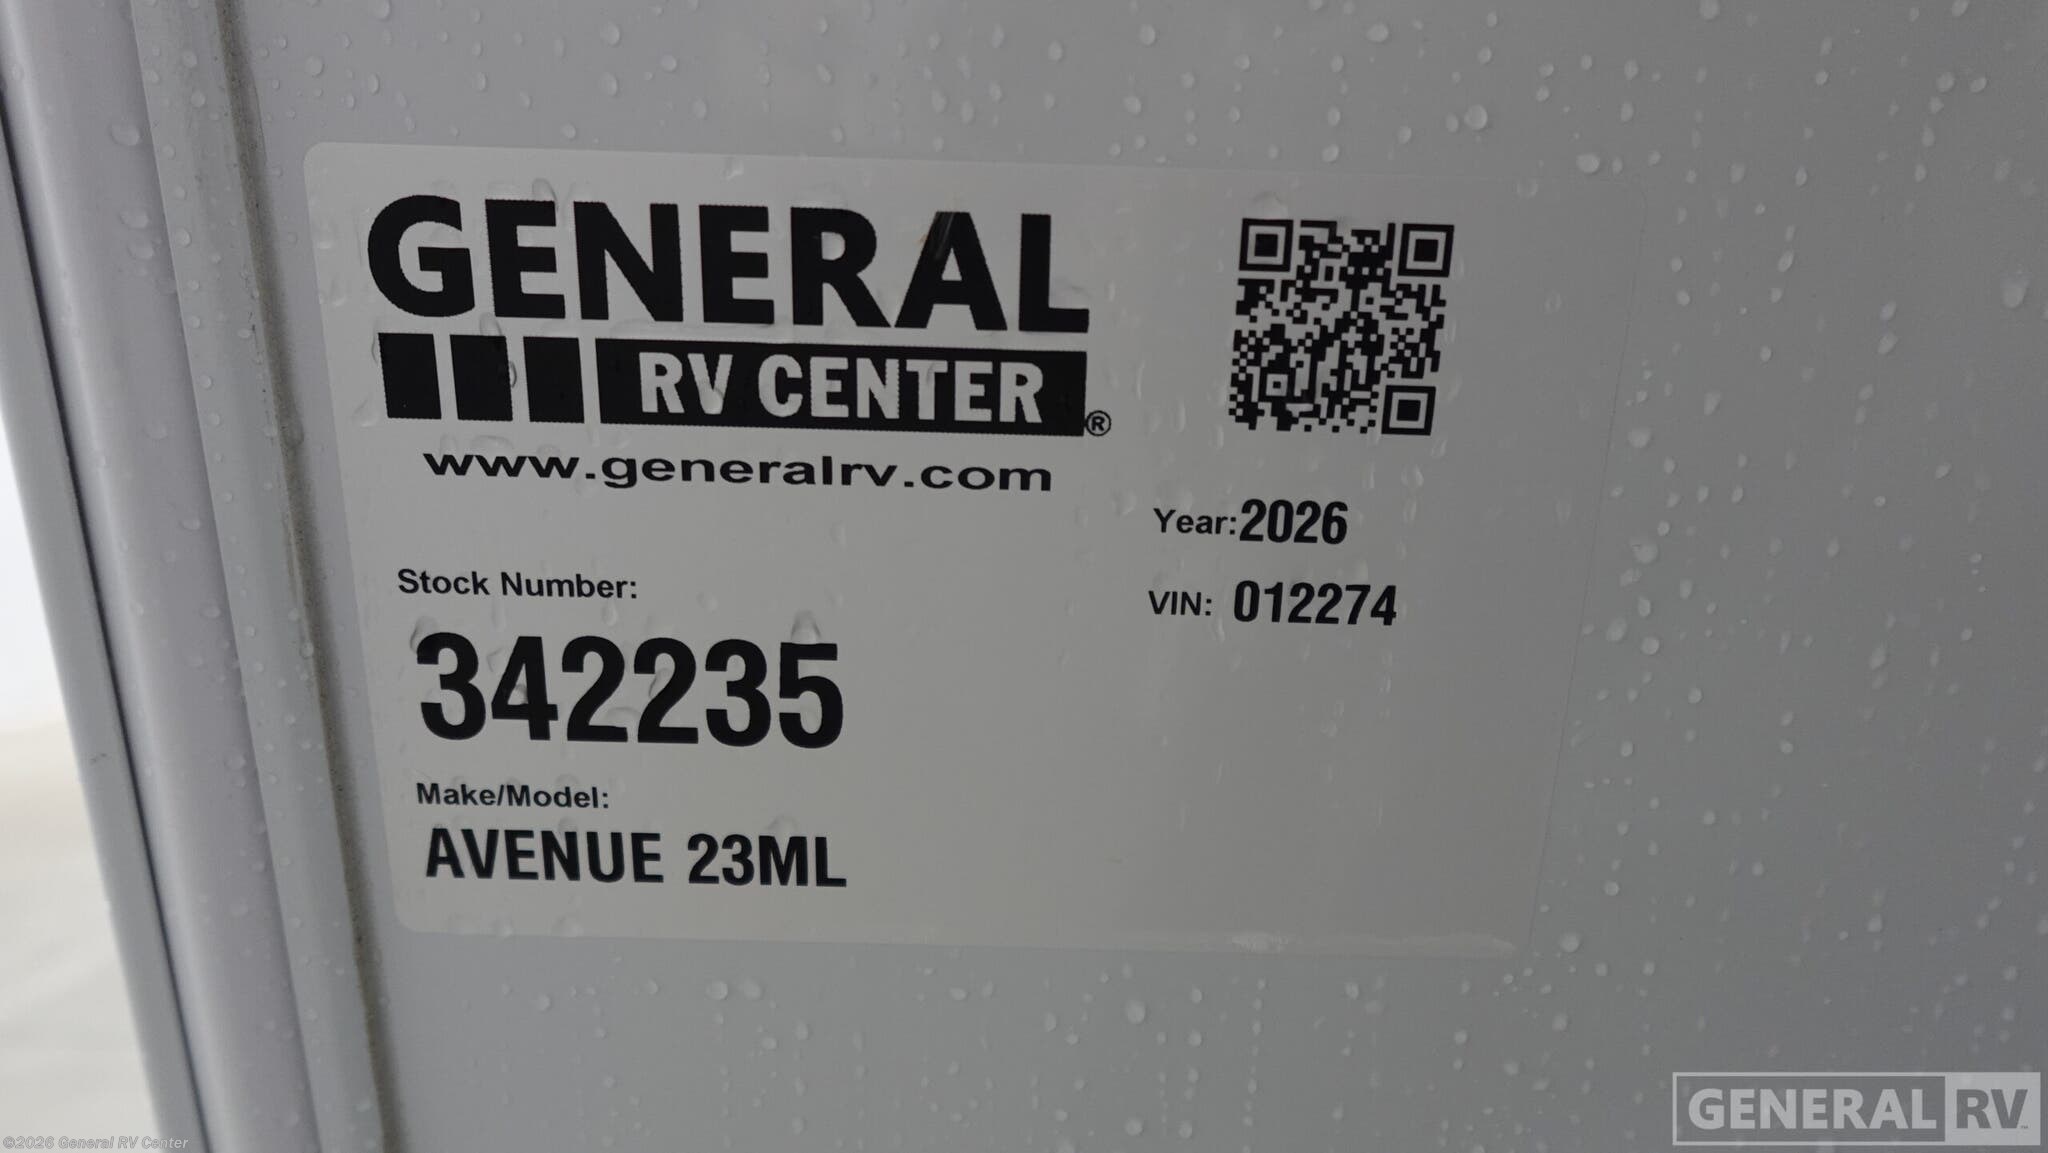 GENERAL
RV CENTER®
www.generalrv.com
Year:2026
VIN: 012274
Stock Number:
342235
Make/Model:
AVENUE 23ML
GENERAL RV™
©2026 General RV Center